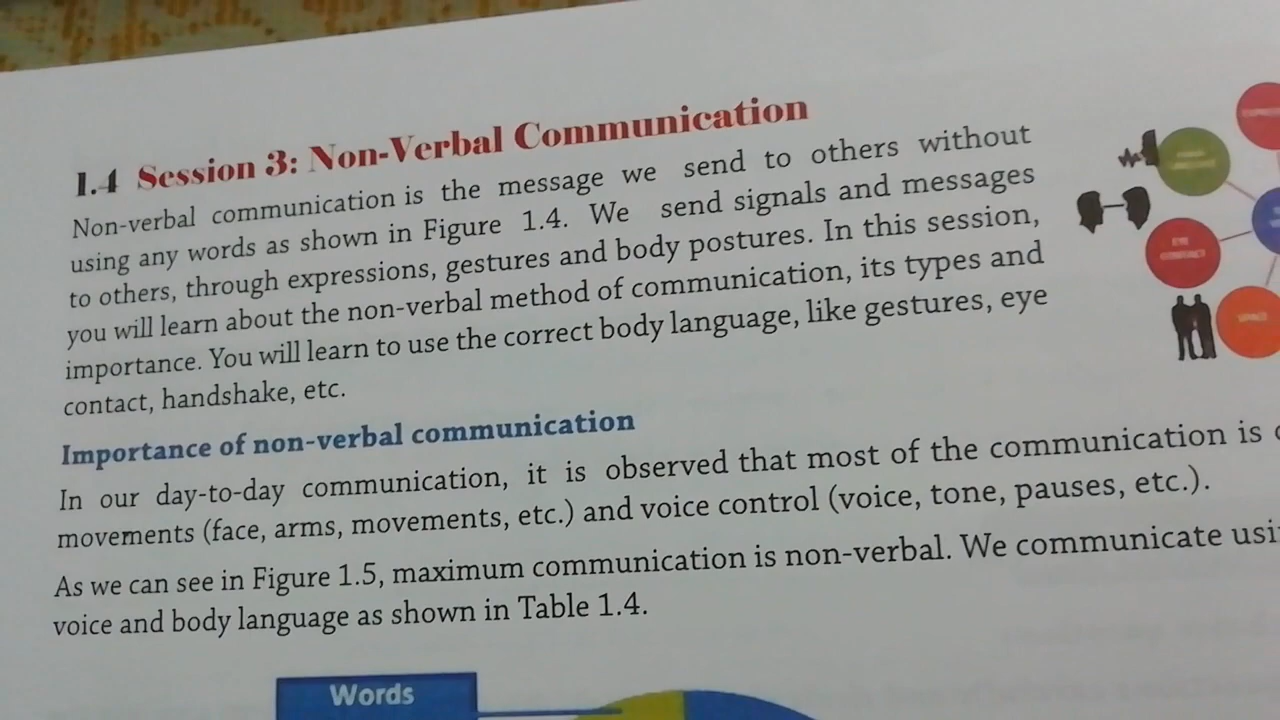 1.4 Session 3: Non-Verbal Communication
Non-verbal communication is the message we send to others without
using any words as shown in Figure 1.4. We send signals and messages
to others, through expressions, gestures and body postures. In this session,
you will learn about the non-verbal method of communication, its types and
importance. You will learn to use the correct body language, like gestures, eye
contact, handshake, etc.
EYE
CONTACT
SPACE
Importance of non-verbal communication
In our day-to-day communication, it is observed that most of the communication is
movements (face, arms, movements, etc.) and voice control (voice, tone, pauses, etc.).
As we can see in Figure 1.5, maximum communication is non-verbal. We communicate usi
voice and body language as shown in Table 1.4.
Words